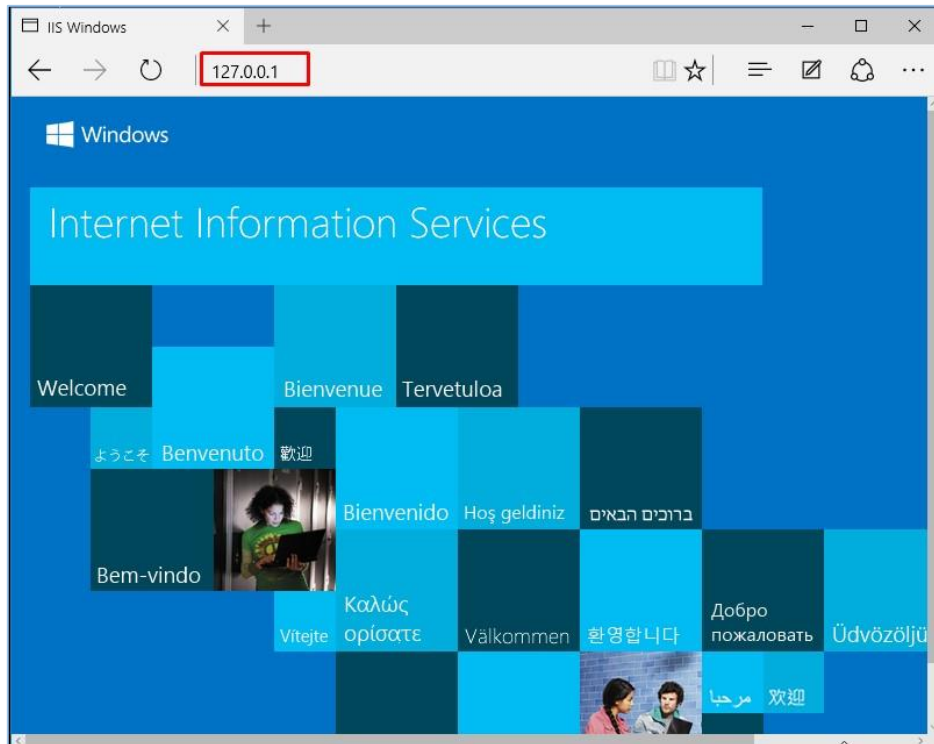 IIS Windows
127.0.0.1
Windows
Internet Information Services
Welcome
Bienvenue
Tervetuloa
ようこそ
Benvenuto
歡迎
Bienvenido
Hoş geldiniz
ברוכים הבאים
Bem-vindo
Vítejte
Καλώς
ορίσατε
Välkommen
환영합니다
Добро
пожаловать
Üdvözöljü
مرحبا
欢迎